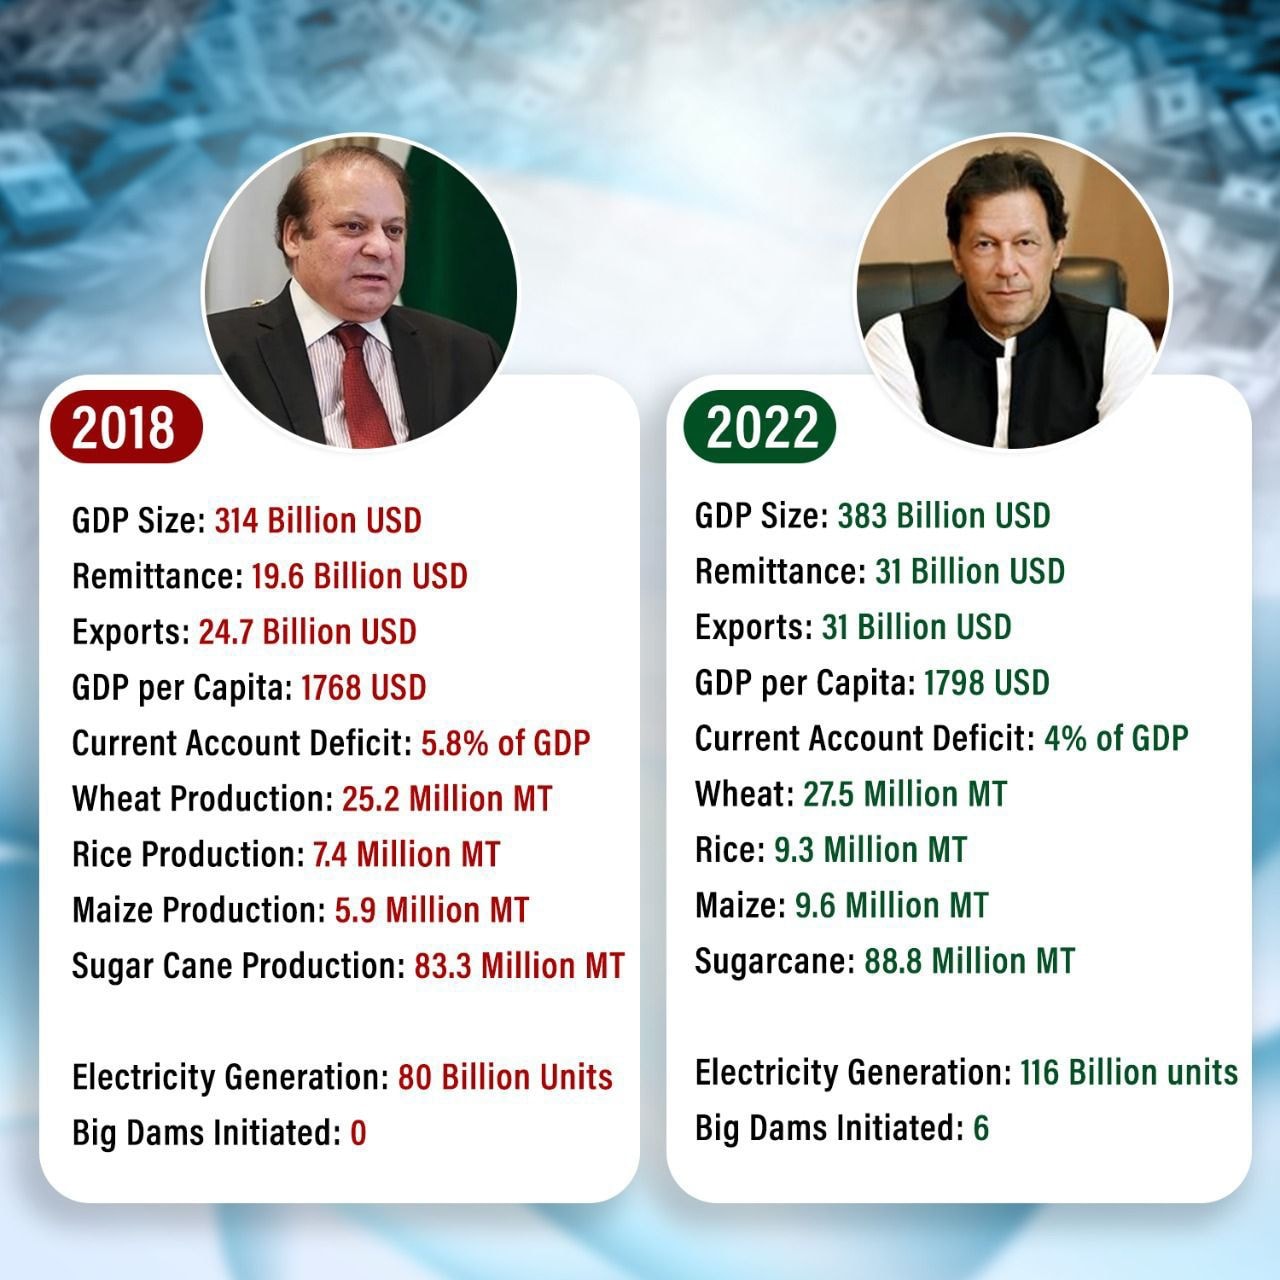 2018
GDP Size: 314 Billion USD
Remittance: 19.6 Billion USD
Exports: 24.7 Billion USD
GDP per Capita: 1768 USD
Current Account Deficit: 5.8% of GDP
Wheat Production: 25.2 Million MT
Rice Production: 7.4 Million MT
Maize Production: 5.9 Million MT
Sugar Cane Production: 83.3 Million MT
Electricity Generation: 80 Billion Units
Big Dams Initiated: 0
2022
GDP Size: 383 Billion USD
Remittance: 31 Billion USD
Exports: 31 Billion USD
GDP per Capita: 1798 USD
Current Account Deficit: 4% of GDP
Wheat: 27.5 Million MT
Rice: 9.3 Million MT
Maize: 9.6 Million MT
Sugarcane: 88.8 Million MT
Electricity Generation: 116 Billion units
Big Dams Initiated: 6